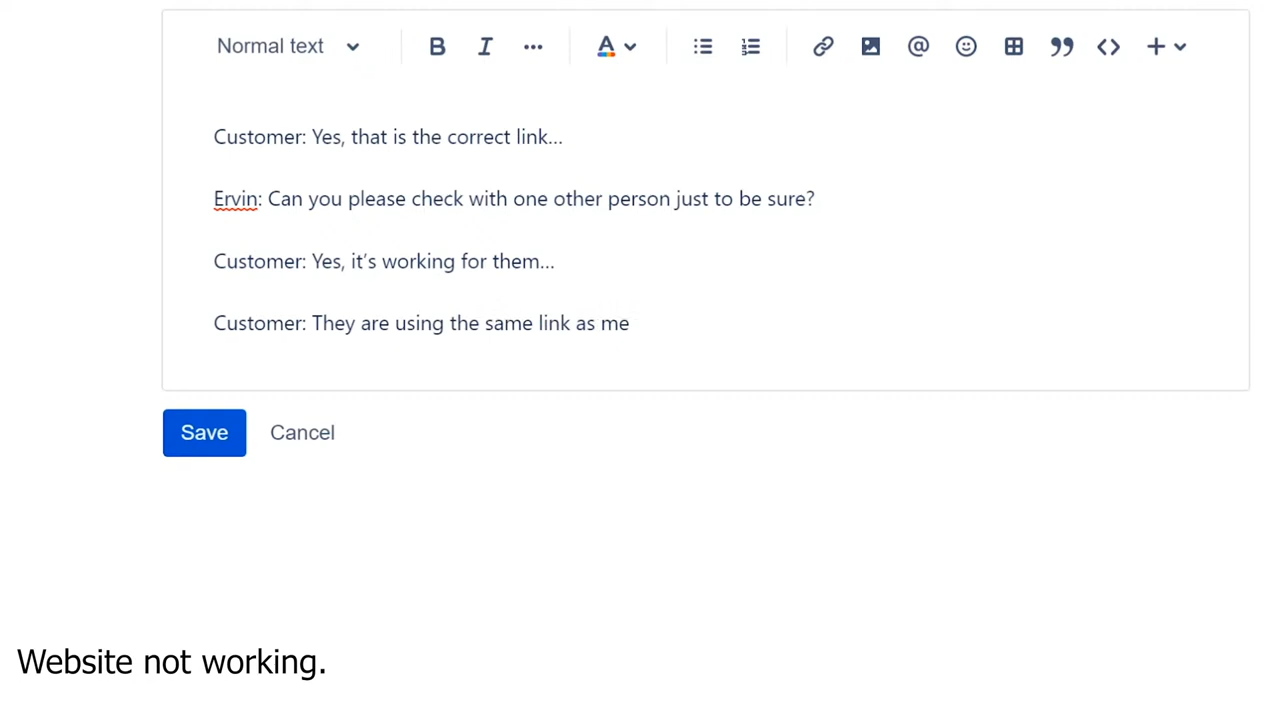 Normal text
Customer: Yes, that is the correct link...
Ervin: Can you please check with one other person just to be sure?
Customer: Yes, it's working for them...
Customer: They are using the same link as me
Save Cancel
Website not working.